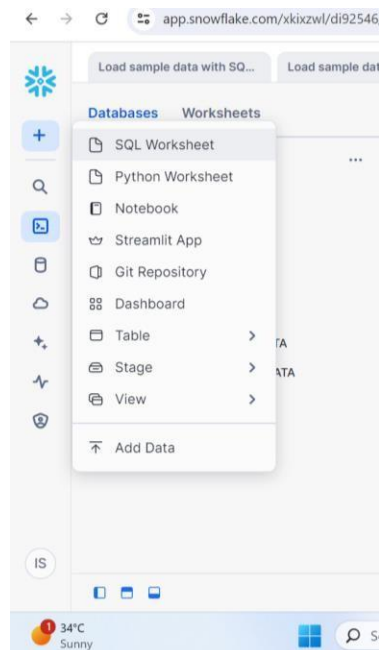 app.snowflake.com/xkixzwl/di92546
Load sample data with SQ...
Load sample dat
Databases
Worksheets
+
SQL Worksheet
...
Python Worksheet
Notebook
Streamlit App
Git Repository
Dashboard
Table
TA
Stage
ATA
View
Add Data
IS
1
34°C
Sunny
S